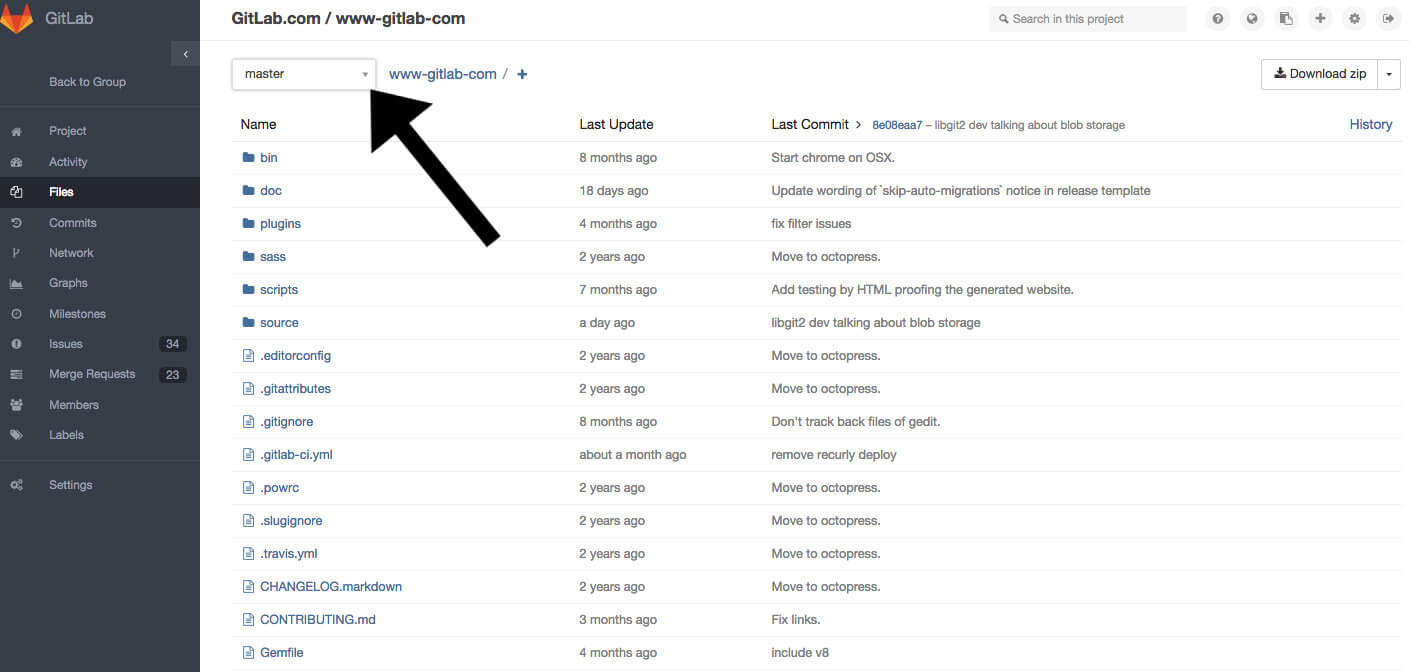 GitLab
GitLab.com / www-gitlab-com
Search in this project
Back to Group
Project
Activity
Files
Commits
Network
Graphs
Milestones
Issues 34
Merge Requests 23
Members
Labels
Settings
master
www-gitlab-com / +
Download zip
Name Last Update Last Commit > 8e08eaa7 – libgit2 dev talking about blob storage History
bin 8 months ago Start chrome on OSX.
doc 18 days ago Update wording of `skip-auto-migrations` notice in release template
plugins 4 months ago fix filter issues
sass 2 years ago Move to octopress.
scripts 7 months ago Add testing by HTML proofing the generated website.
source a day ago libgit2 dev talking about blob storage
.editorconfig 2 years ago Move to octopress.
.gitattributes 2 years ago Move to octopress.
.gitignore 8 months ago Don't track back files of gedit.
.gitlab-ci.yml about a month ago remove recurly deploy
.powrc 2 years ago Move to octopress.
.slugignore 2 years ago Move to octopress.
.travis.yml 2 years ago Move to octopress.
CHANGELOG.markdown 2 years ago Move to octopress.
CONTRIBUTING.md 3 months ago Fix links.
Gemfile 4 months ago include v8